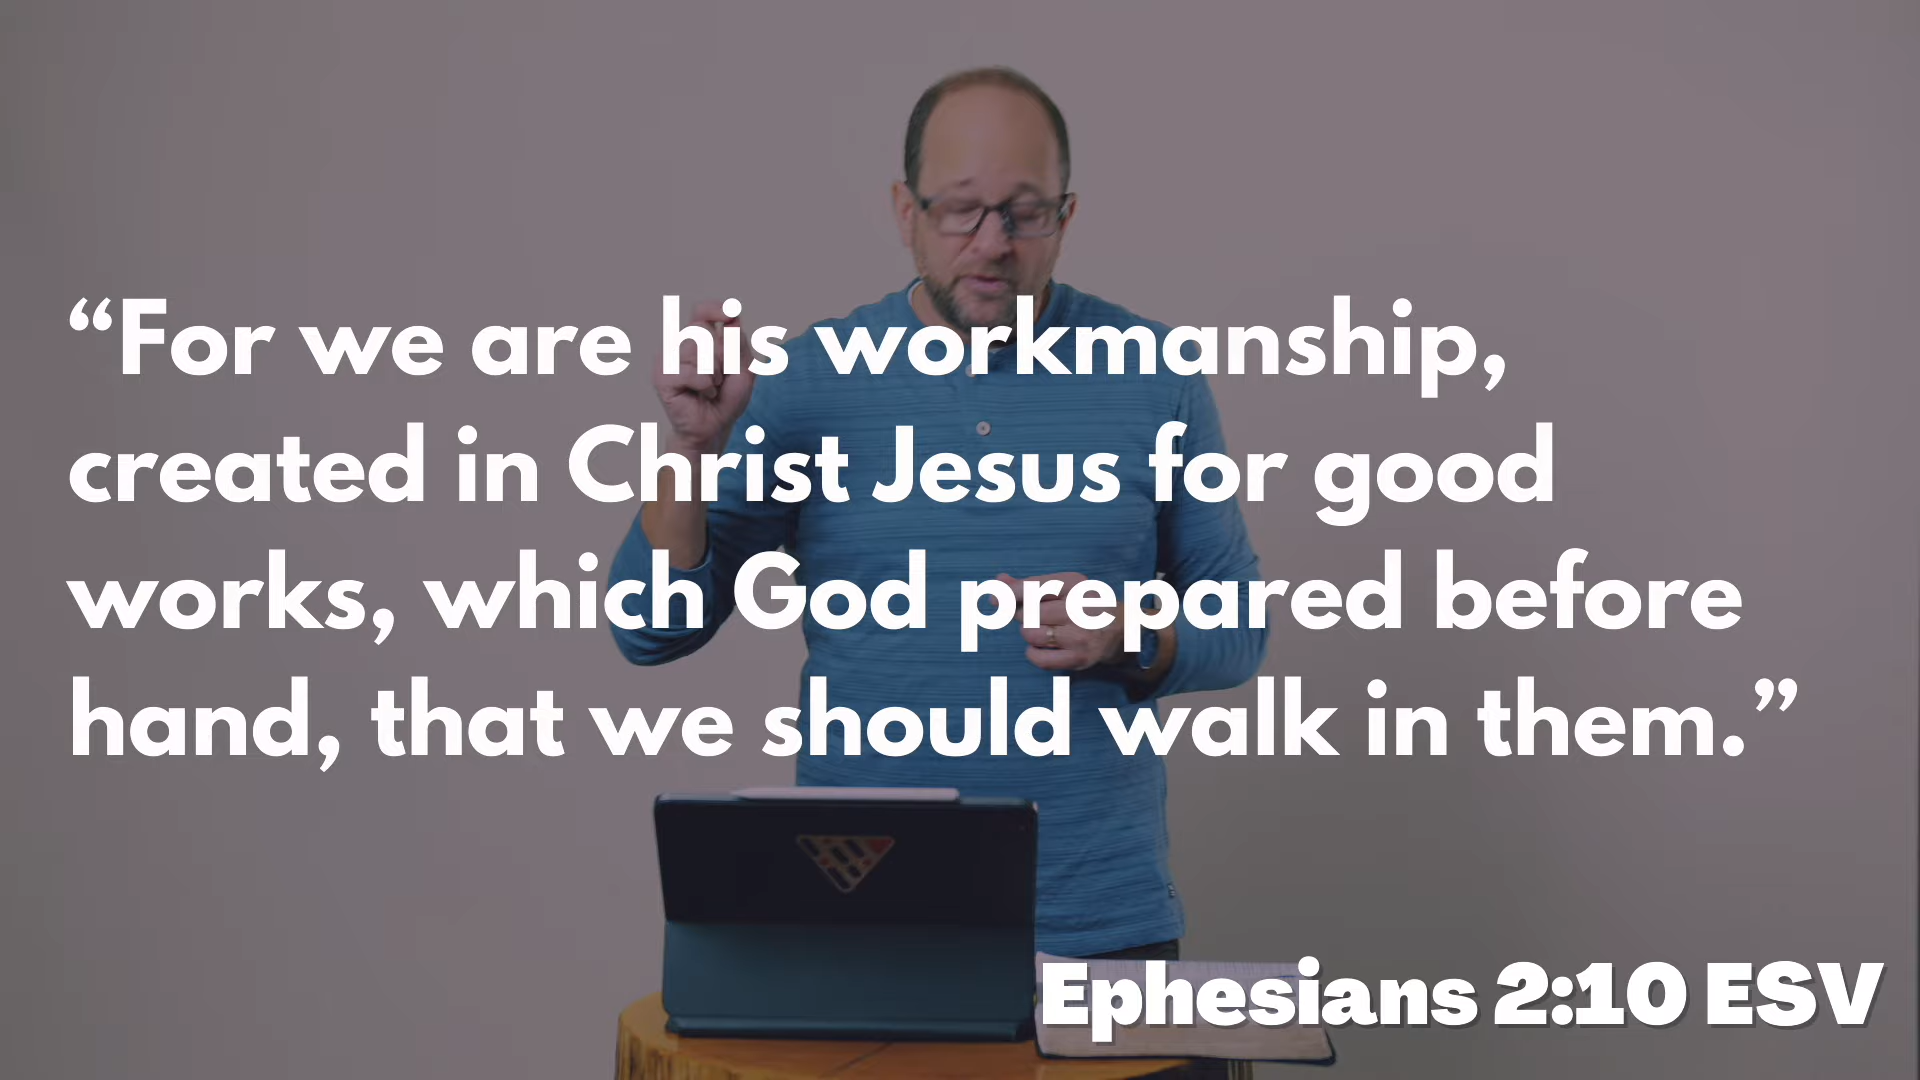 “For we are his workmanship,
created in Christ Jesus for good
works, which God prepared before
hand, that we should walk in them.”
Ephesians 2:10 ESV